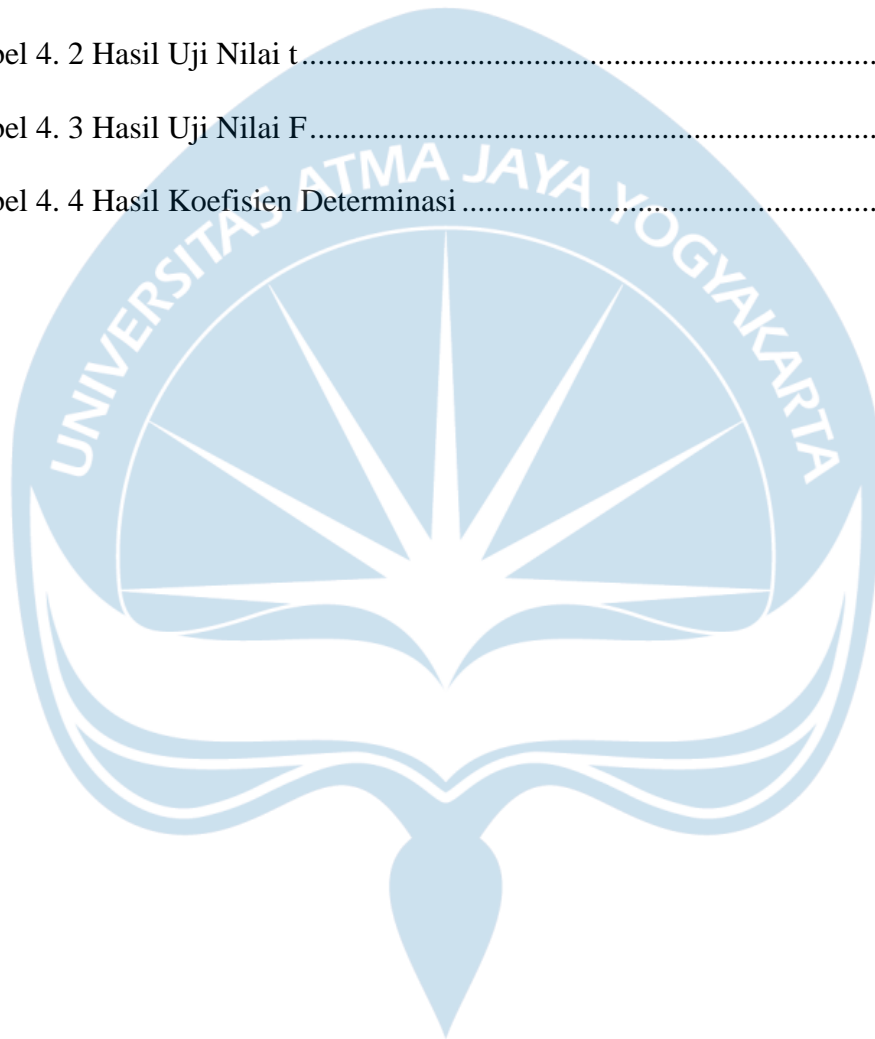 bel 4. 2 Hasil Uji Nilai t.....................................................................
bel 4. 3 Hasil Uji Nilai F....................................................................
bel 4. 4 Hasil Koefisien Determinasi..................................................
UNIVERSITAS ATMA JAYA YOGYAKARTA